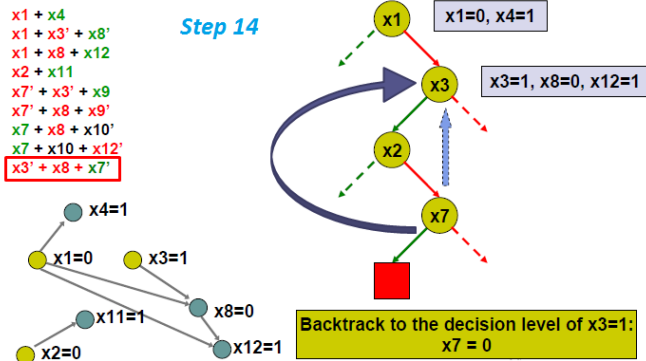 Step 14
x1 + x4
x1 + x3' + x8'
x1 + x8 + x12
x2 + x11
x7' + x3' + x9
x7' + x8 + x9'
x7 + x8 + x10'
x7 + x10 + x12'
x3' + x8 + x7'
x1
x1=0, x4=1
x3
x3=1, x8=0, x12=1
x2
x7
x4=1
x1=0
x3=1
x8=0
x11=1
x12=1
x2=0
Backtrack to the decision level of x3=1:
x7 = 0